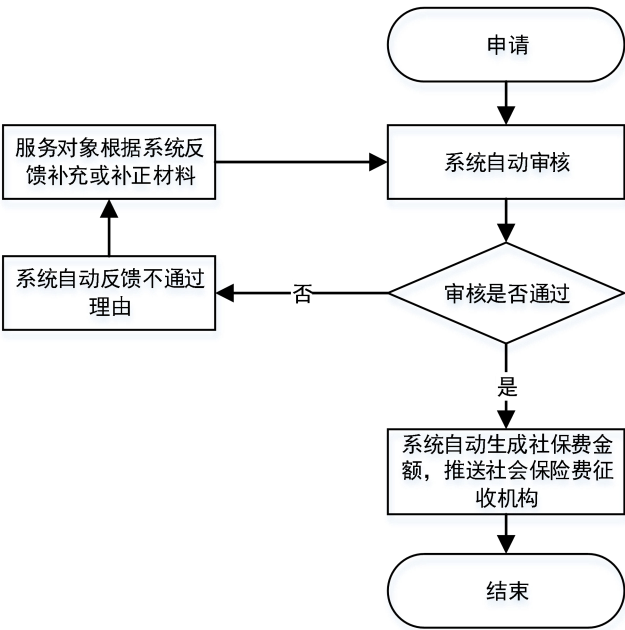 申请
服务对象根据系统反
馈补充或补正材料
系统自动审核
系统自动反馈不通过
理由
否
审核是否通过
是
系统自动生成社保费金
额，推送社会保险费征
收机构
结束